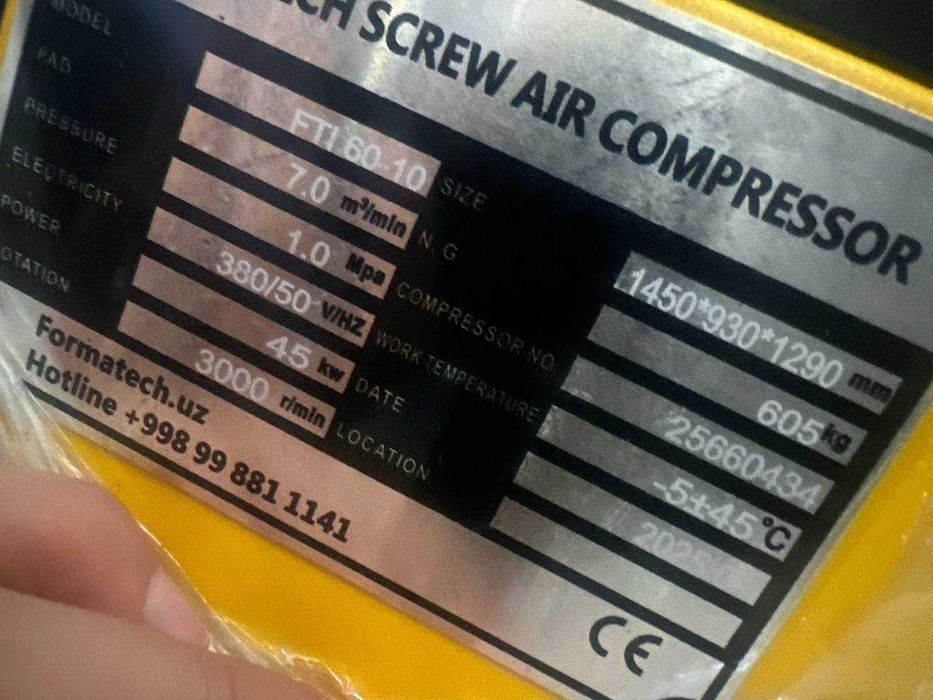 ECH SCREW AIR COMPRESSOR
MODEL FTI 60-10 SIZE 1450*930*1290 mm
FAD 7.0 m³/min N. G 605 kg
PRESSURE 1.0 Mpa COMPRESSOR NO. 25660434
ELECTRICITY 380/50 V/HZ WORK TEMPERATURE -5±45 °C
POWER 45 kw DATE 2025
OTATION 3000 r/min LOCATION
Formatech.uz
Hotline +998 99 881 1141
CE